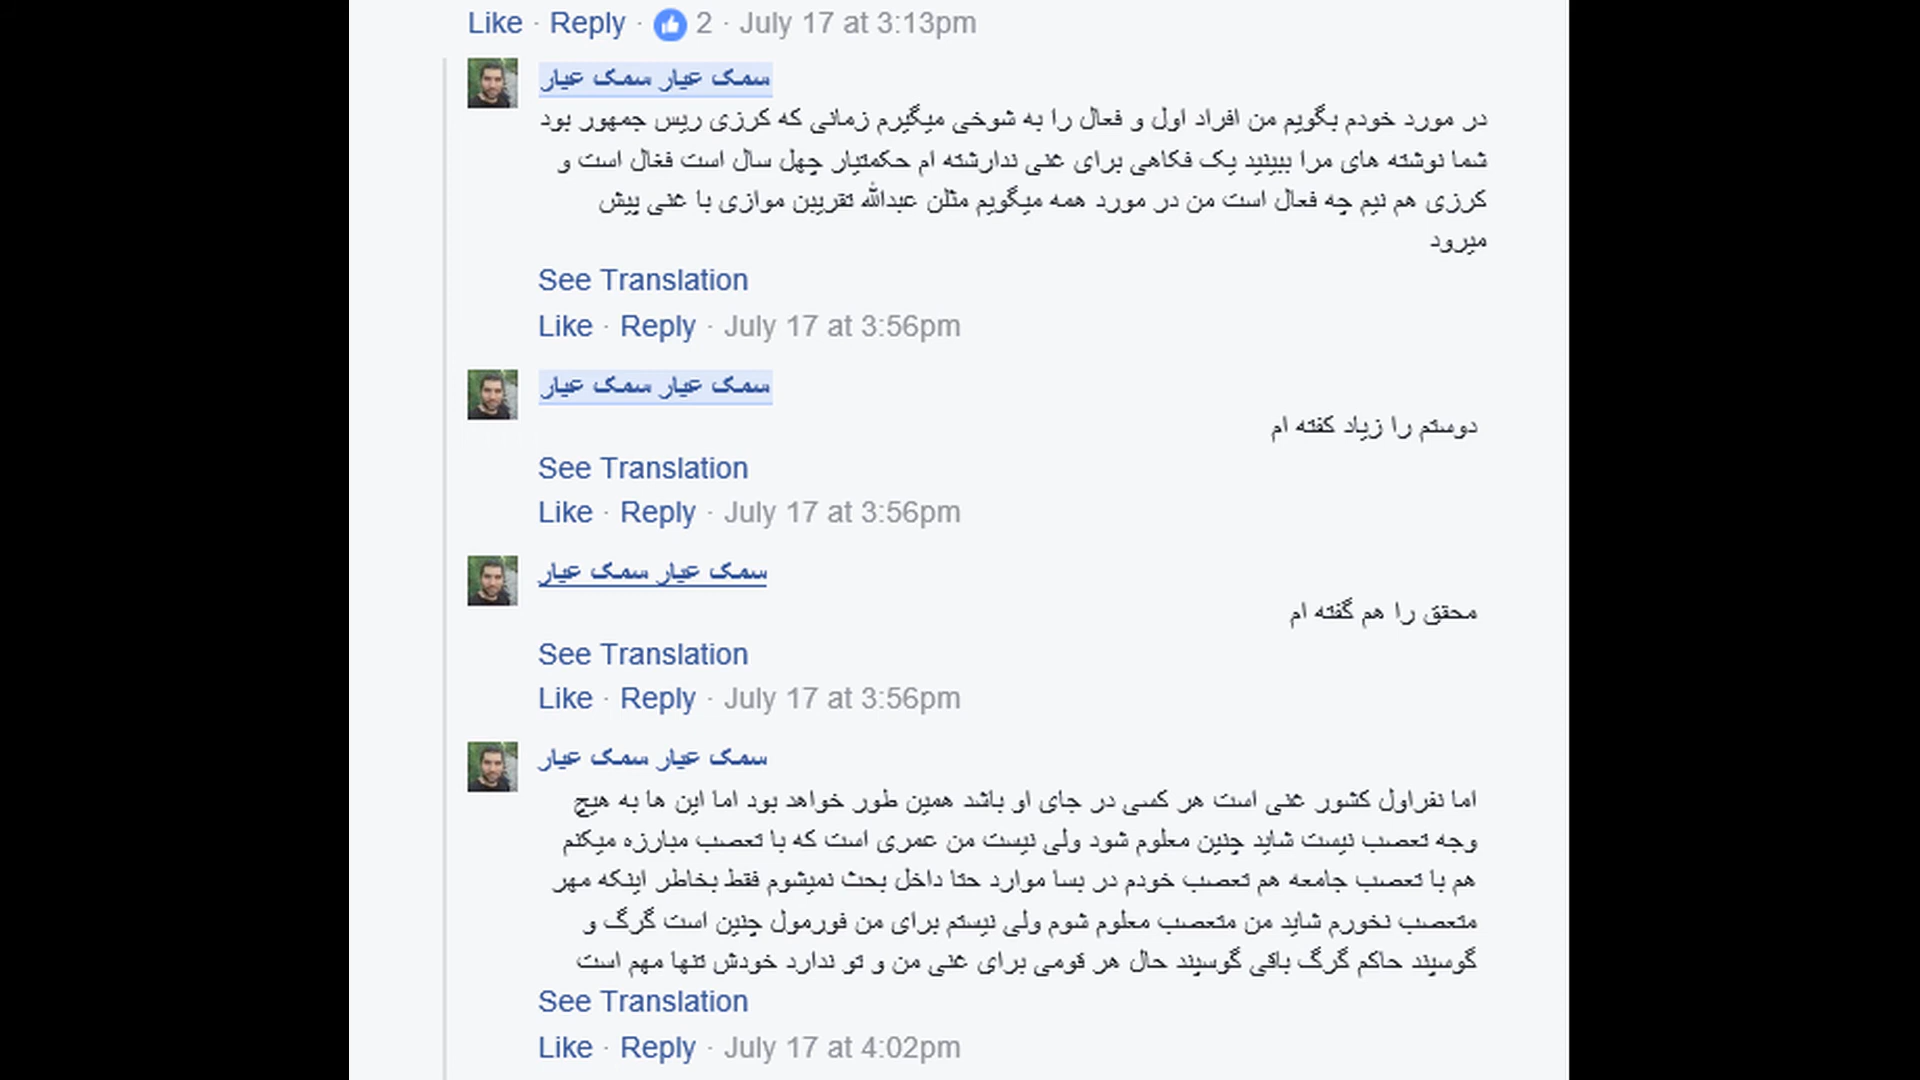 Like · Reply · 2 · July 17 at 3:13pm
سمک عیار سمک عیار
در مورد خودم بگویم من افراد اول و فعال را به شوخی میگیرم زمانی که کرزی ریس جمهور بود
شما نوشته های مرا ببینید یک فکاهی برای غنی ندارشته ام حکمتیار چهل سال است فغال است و
کرزی هم نیم چه فعال است من در مورد همه میگویم مثلن عبدالله تقریبن موازی با غنی پیش
میرود
See Translation
Like · Reply · July 17 at 3:56pm
سمک عیار سمک عیار
دوستم را زیاد کفته ام
See Translation
Like · Reply · July 17 at 3:56pm
سمک عیار سمک عیار
محقق را هم گفته ام
See Translation
Like · Reply · July 17 at 3:56pm
سمک عیار سمک عیار
اما نفراول کشور غنی است هر کسی در جای او باشد همین طور خواهد بود اما این ها به هیچ
وجه تعصب نیست شاید چنین معلوم شود ولی نیست من عمری است که با تعصب مبارزه میکنم
هم با تعصب جامعه هم تعصب خودم در بسا موارد حتا داخل بحث نمیشوم فقط بخاطر اینکه مهر
متعصب نخورم شاید من متعصب معلوم شوم ولی نیستم برای من فورمول چنین است گرگ و
گوسپند حاکم گرگ باقی گوسپند حال هر قومی برای غنی من و تو ندارد خودش تنها مهم است
See Translation
Like · Reply · July 17 at 4:02pm